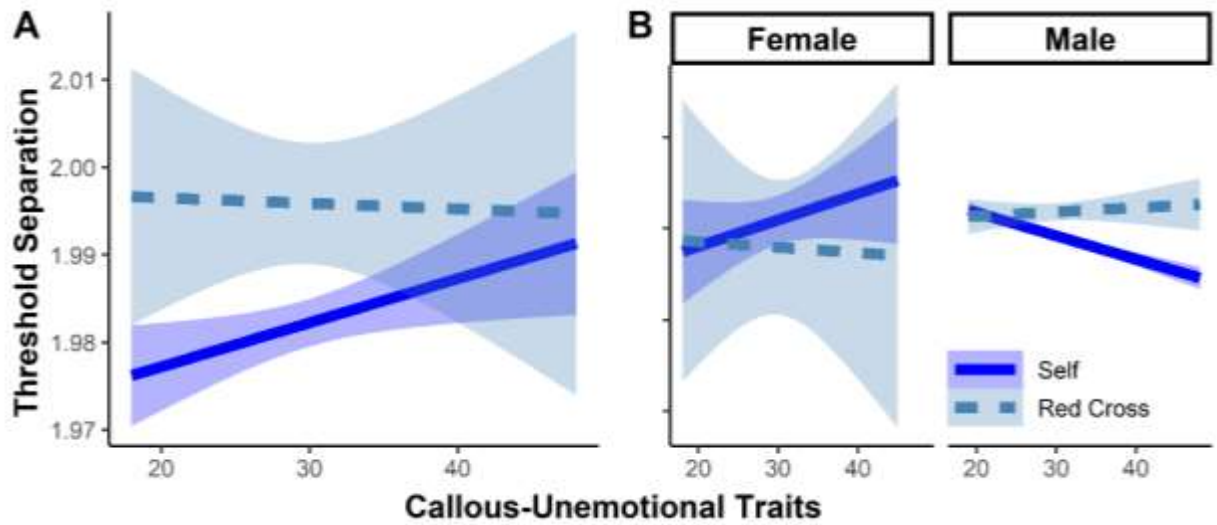 A
B
Female
Male
Threshold Separation
2.01
2.00
1.99
1.98
1.97
20 30 40
20 30 40
20 30 40
Self
Red Cross
Callous-Unemotional Traits